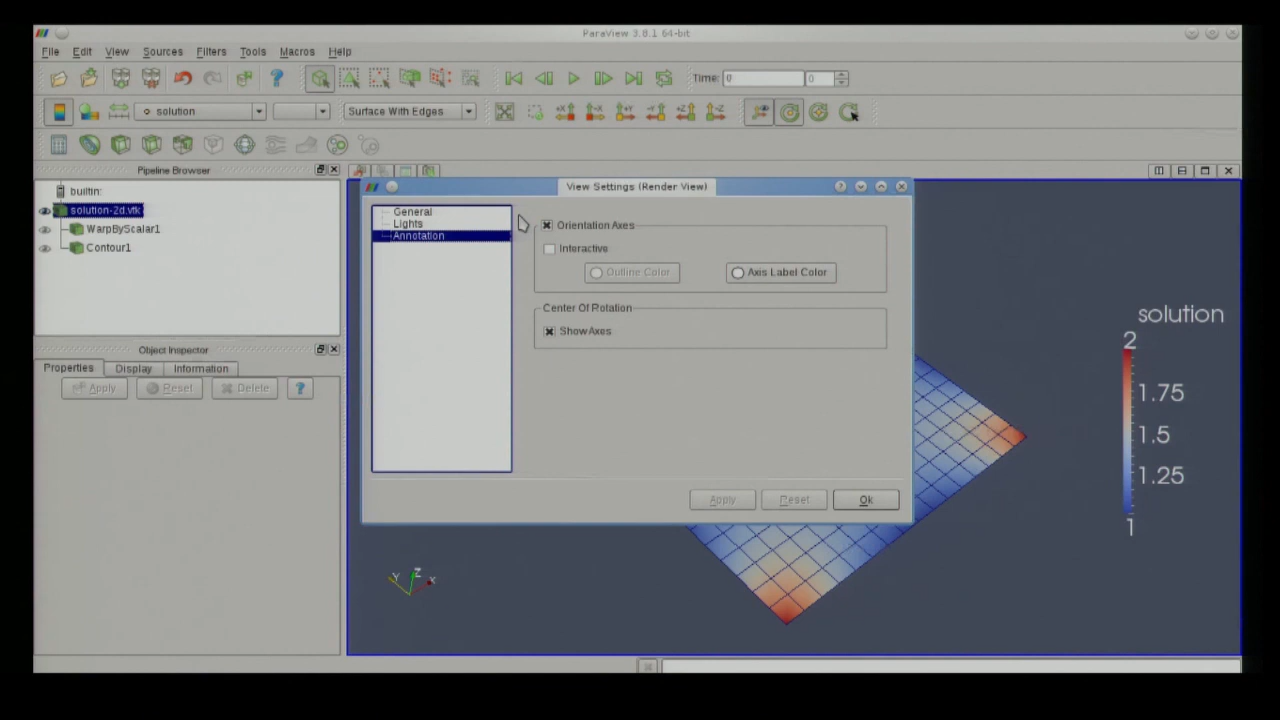 ParaView 3.8.1 64-bit
File Edit View Sources Filters Tools Macros Help
Time: 0 0
solution Surface With Edges +X -X +Y -Y +Z -Z
Pipeline Browser
builtin:
solution-2d.vtk
WarpByScalar1
Contour1
Object Inspector
Properties Display Information
Apply Reset Delete ?
View Settings (Render View)
General
Lights
Annotation
Orientation Axes
Interactive
Outline Color Axis Label Color
Center Of Rotation
Show Axes
Apply Reset Ok
solution
2
1.75
1.5
1.25
1
Y Z X